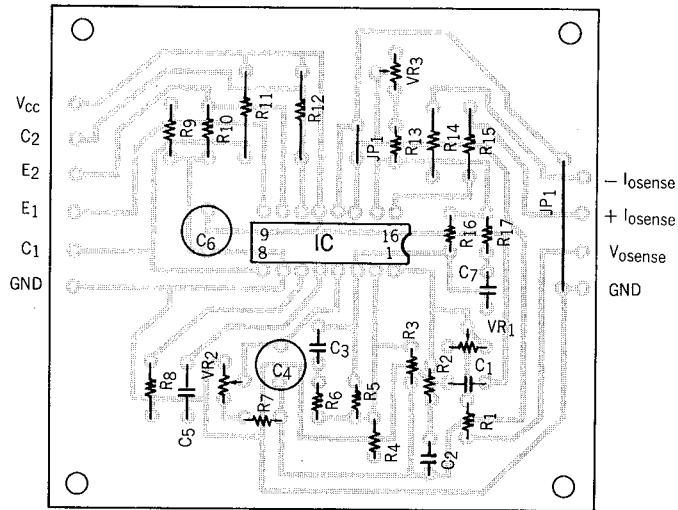 Vcc
C2
E2
E1
C1
GND
R9
R10
R11
R12
JP1
VR3
R13
R14
R15
JP1
− Iosense
+ Iosense
Vosense
GND
C6
9
IC
16
8
1
R16
R17
C7
VR1
R8
C5
VR2
R7
C4
C3
R6
R5
R4
R3
R2
C2
C1
R1